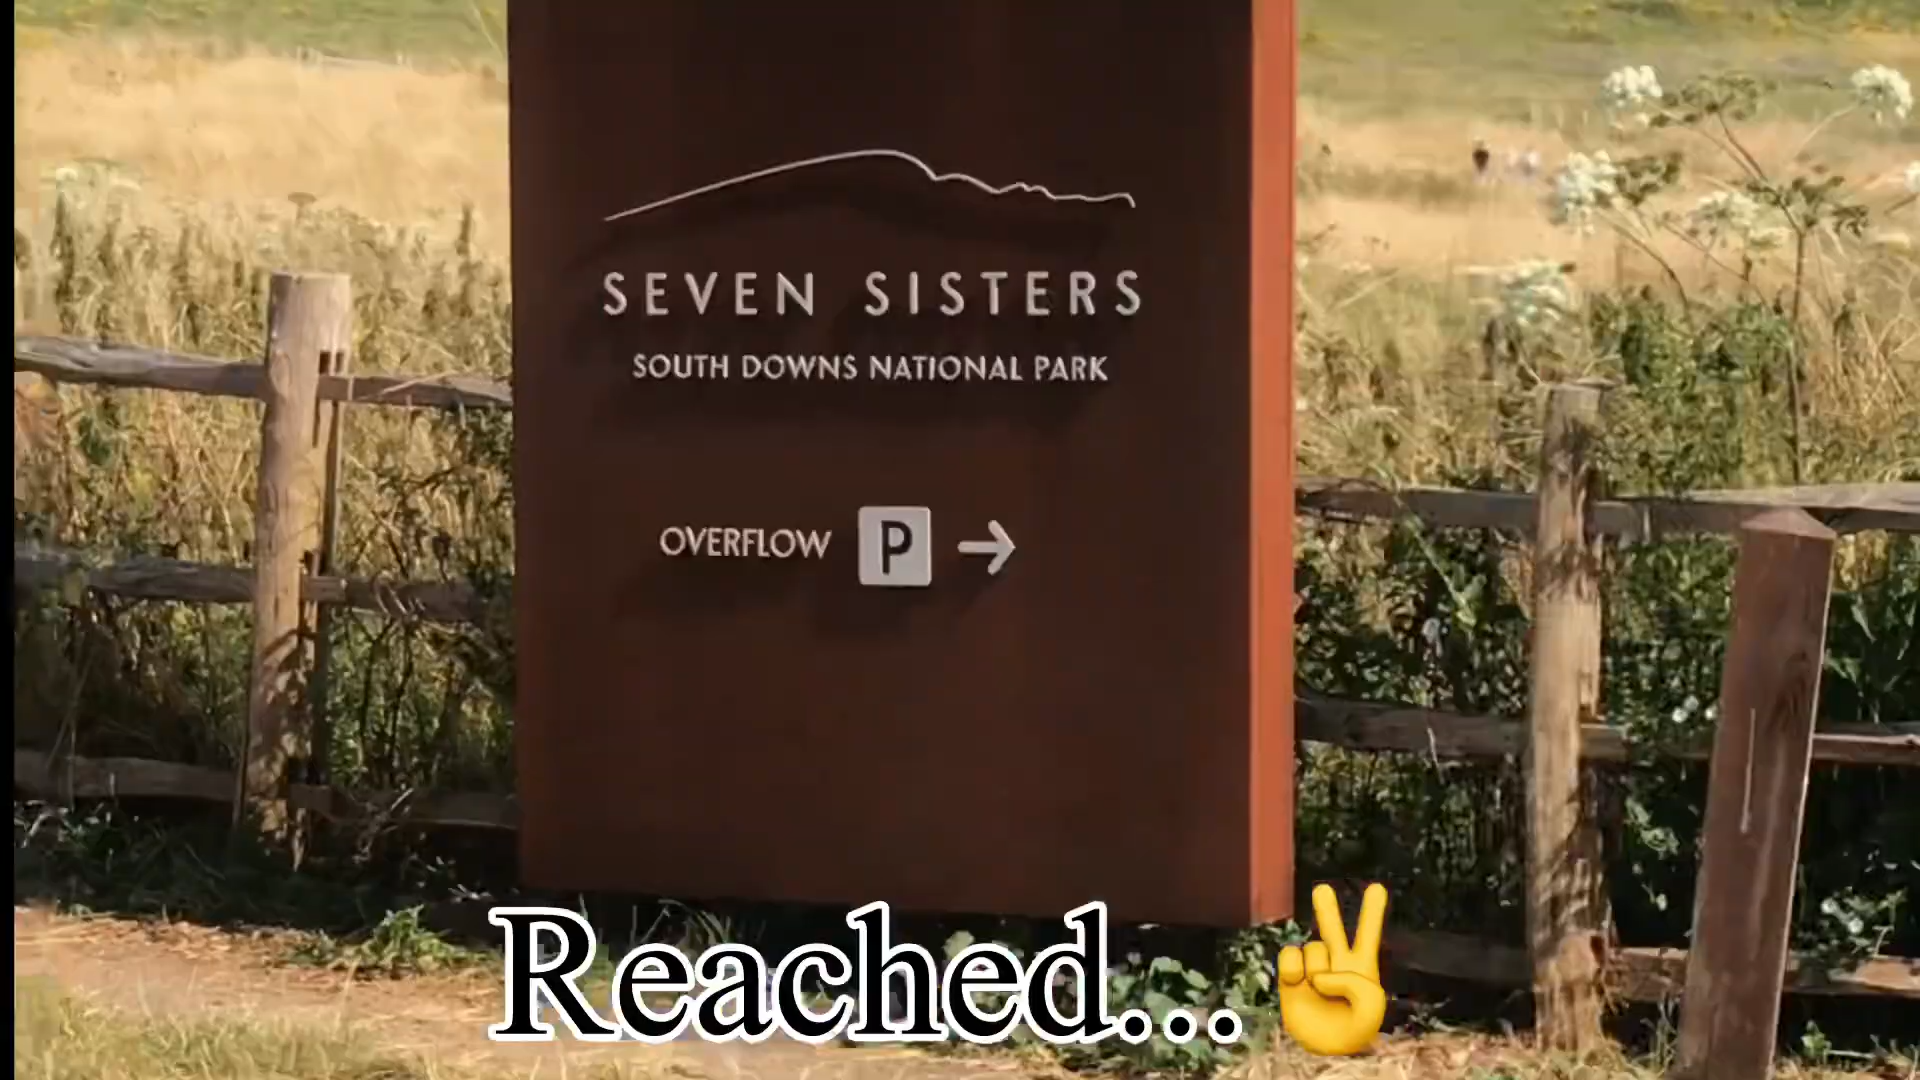 SEVEN SISTERS
SOUTH DOWNS NATIONAL PARK
OVERFLOW P →
Reached...✌️